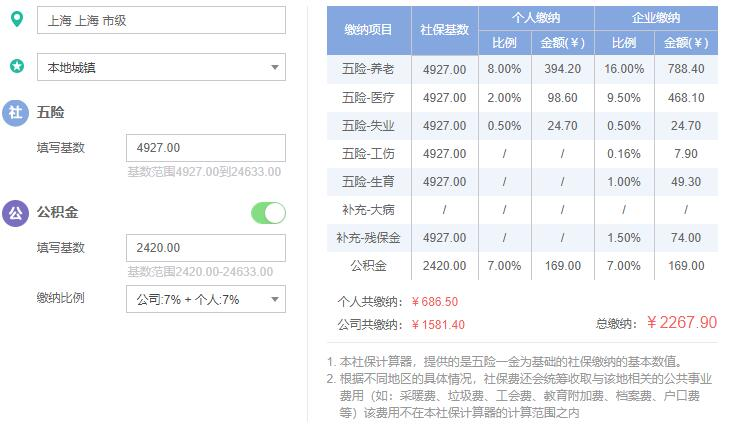 上海 上海 市级
本地城镇
社 五险
填写基数 4927.00
基数范围4927.00到24633.00
公 公积金
填写基数 2420.00
基数范围2420.00-24633.00
缴纳比例 公司:7% + 个人:7%
缴纳项目 社保基数 个人缴纳 企业缴纳
比例 金额(¥) 比例 金额(¥)
五险-养老 4927.00 8.00% 394.20 16.00% 788.40
五险-医疗 4927.00 2.00% 98.60 9.50% 468.10
五险-失业 4927.00 0.50% 24.70 0.50% 24.70
五险-工伤 4927.00 / / 0.16% 7.90
五险-生育 4927.00 / / 1.00% 49.30
补充-大病 / / / / /
补充-残保金 4927.00 / / 1.50% 74.00
公积金 2420.00 7.00% 169.00 7.00% 169.00
个人共缴纳：¥686.50
公司共缴纳：¥1581.40 总缴纳：¥2267.90
1. 本社保计算器，提供的是五险一金为基础的社保缴纳的基本数值。
2. 根据不同地区的具体情况，社保费还会统筹收取与该地相关的公共事业
费用（如：采暖费、垃圾费、工会费、教育附加费、档案费、户口费
等）该费用不在本社保计算器的计算范围之内